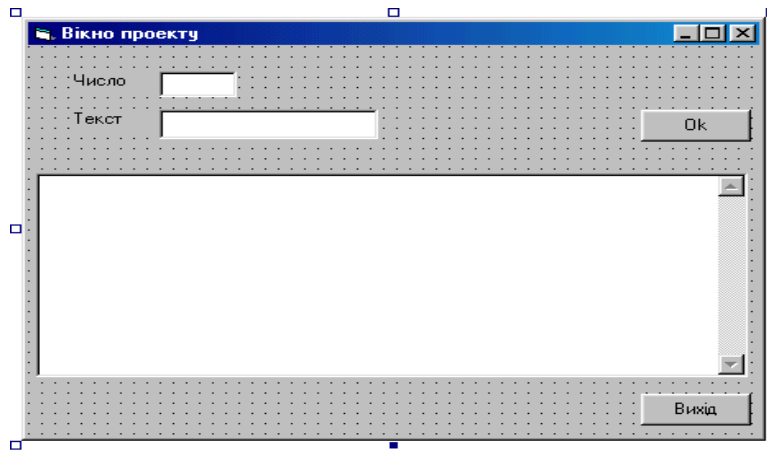 Вікно проекту
Число
Текст
Ok
Вихід